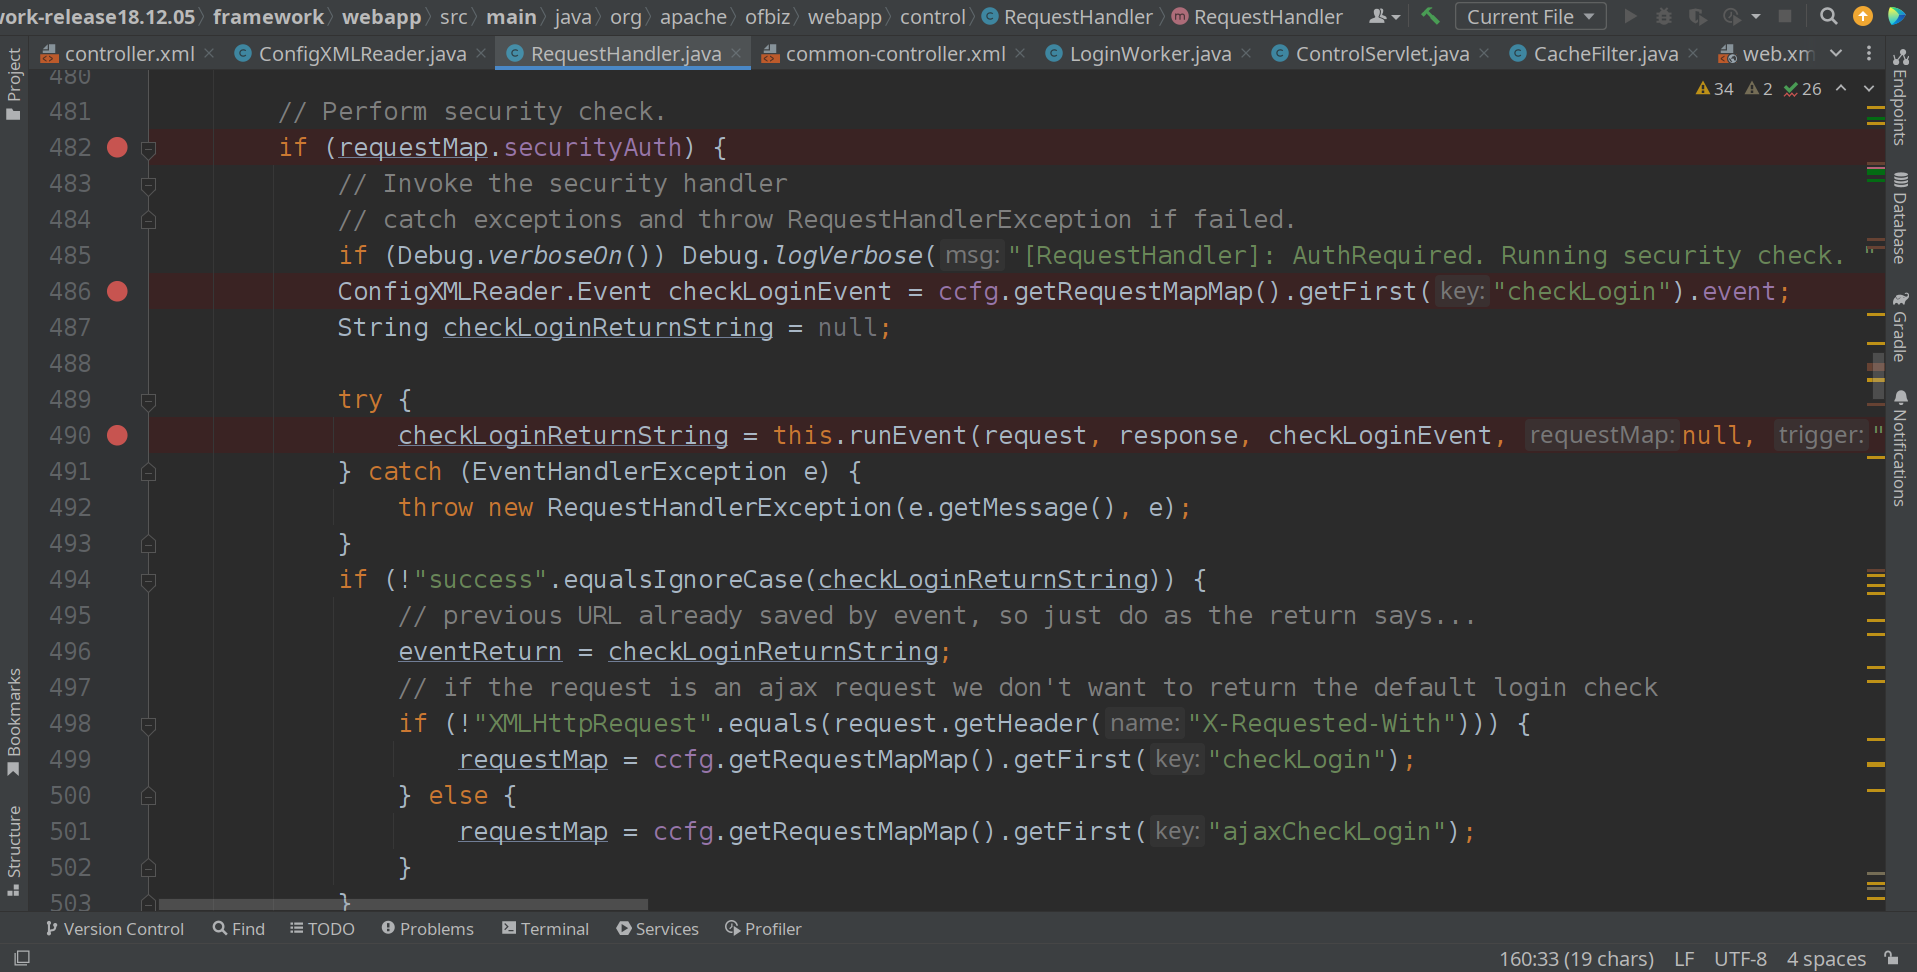 work-release18.12.05 〉 framework 〉 webapp 〉 src 〉 main 〉 java 〉 org 〉 apache 〉 ofbiz 〉 webapp 〉 control 〉 RequestHandler 〉 RequestHandler Current File
controller.xml × ConfigXMLReader.java × RequestHandler.java × common-controller.xml × LoginWorker.java × ControlServlet.java × CacheFilter.java × web.xm
Project
Bookmarks
Structure
34 2 26
480
481 // Perform security check.
482 if (requestMap.securityAuth) {
483 // Invoke the security handler
484 // catch exceptions and throw RequestHandlerException if failed.
485 if (Debug.verboseOn()) Debug.logVerbose( msg: "[RequestHandler]: AuthRequired. Running security check. "
486 ConfigXMLReader.Event checkLoginEvent = ccfg.getRequestMapMap().getFirst( key: "checkLogin").event;
487 String checkLoginReturnString = null;
488
489 try {
490 checkLoginReturnString = this.runEvent(request, response, checkLoginEvent, requestMap: null, trigger: "
491 } catch (EventHandlerException e) {
492 throw new RequestHandlerException(e.getMessage(), e);
493 }
494 if (!"success".equalsIgnoreCase(checkLoginReturnString)) {
495 // previous URL already saved by event, so just do as the return says...
496 eventReturn = checkLoginReturnString;
497 // if the request is an ajax request we don't want to return the default login check
498 if (!"XMLHttpRequest".equals(request.getHeader( name: "X-Requested-With"))) {
499 requestMap = ccfg.getRequestMapMap().getFirst( key: "checkLogin");
500 } else {
501 requestMap = ccfg.getRequestMapMap().getFirst( key: "ajaxCheckLogin");
502 }
503 }
Endpoints
Database
Gradle
Notifications
Version Control Find TODO Problems Terminal Services Profiler
160:33 (19 chars) LF UTF-8 4 spaces